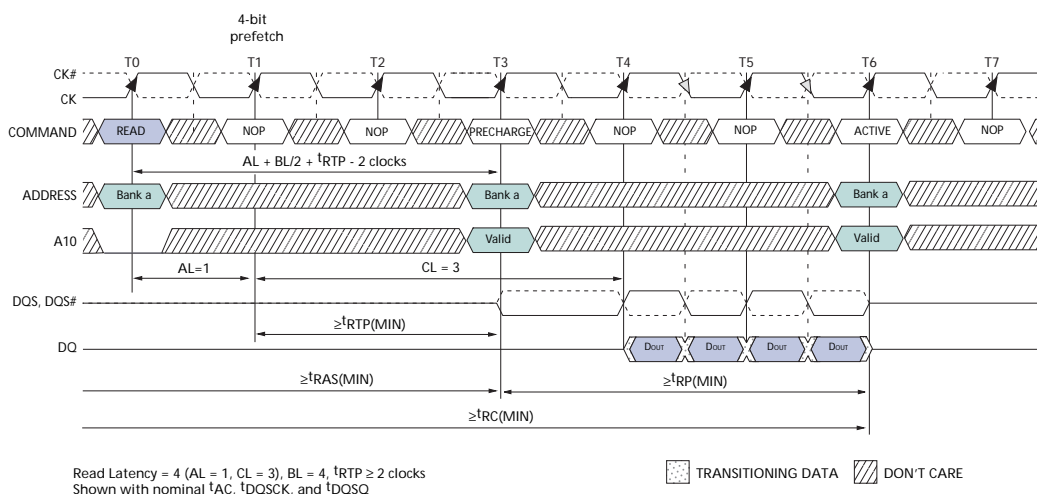 4-bit
prefetch
T0 T1 T2 T3 T4 T5 T6 T7
CK#
CK
COMMAND READ NOP NOP PRECHARGE NOP NOP ACTIVE NOP
AL + BL/2 + tRTP - 2 clocks
ADDRESS Bank a Bank a Bank a
A10 Valid Valid
AL=1 CL = 3
DQS, DQS#
≥tRTP(MIN)
DQ DOUT DOUT DOUT DOUT
≥tRAS(MIN) ≥tRP(MIN)
≥tRC(MIN)
Read Latency = 4 (AL = 1, CL = 3), BL = 4, tRTP ≥ 2 clocks
Shown with nominal tAC, tDQSCK, and tDQSQ
TRANSITIONING DATA DON'T CARE